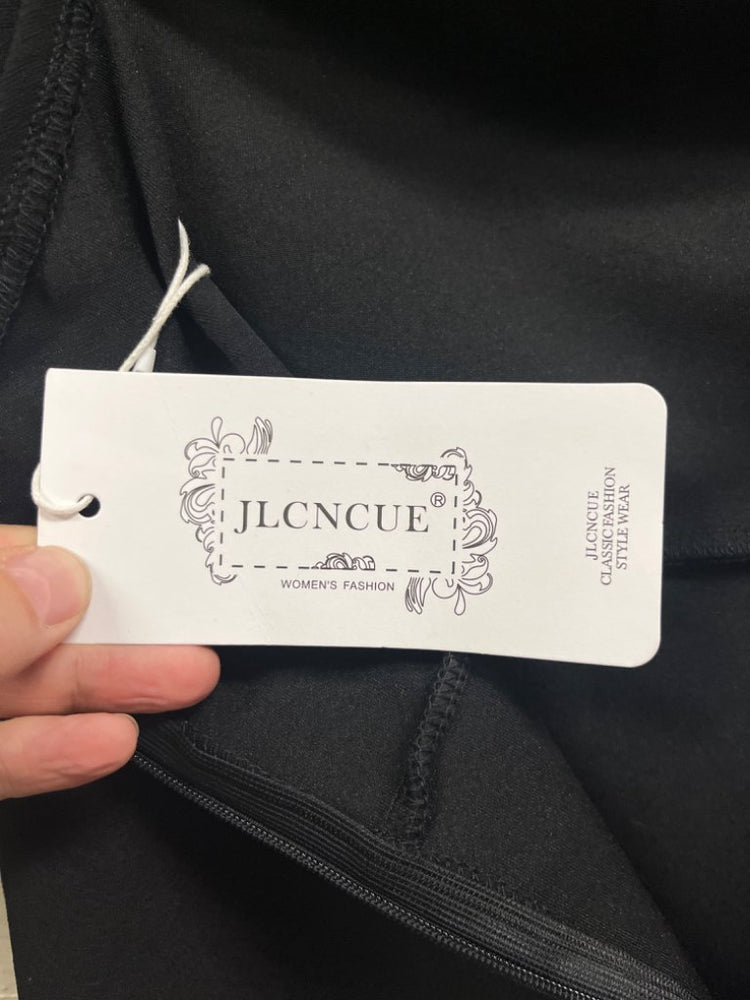 JLCNCUE®
WOMEN'S FASHION
JLCNCUE
CLASSIC FASHION
STYLE WEAR